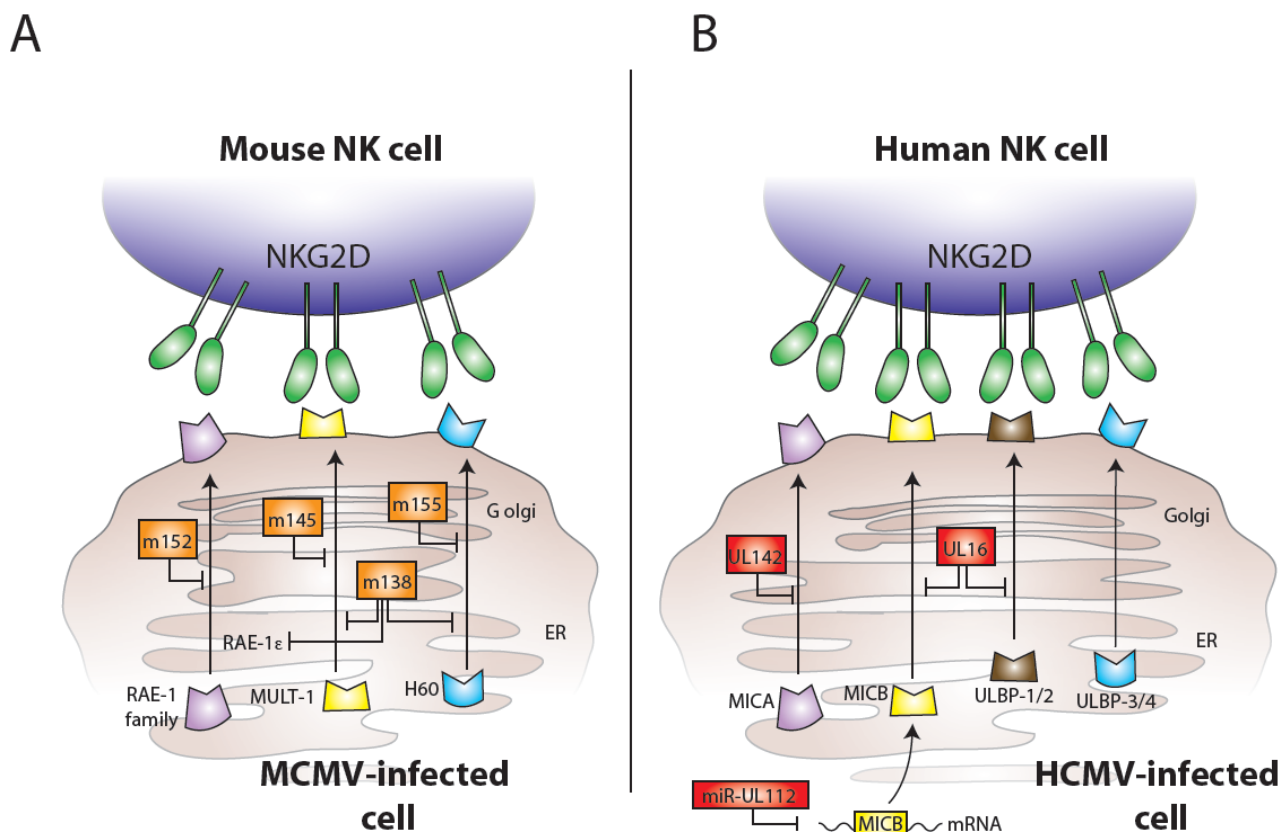 A
B
Mouse NK cell
NKG2D
m155
G olgi
m145
m152
m138
ER
RAE-1ε
RAE-1
family
MULT-1
H60
MCMV-infected
cell
Human NK cell
NKG2D
Golgi
UL142
UL16
ER
MICA
MICB
ULBP-1/2
ULBP-3/4
HCMV-infected
cell
miR-UL112
MICB
mRNA